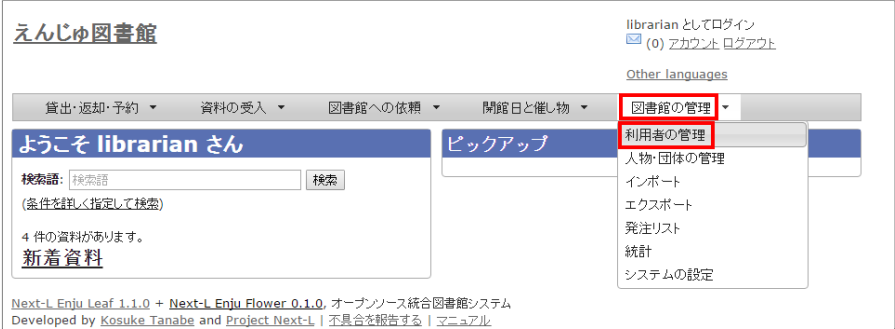 えんじゅ図書館
librarian としてログイン
(0) アカウント ログアウト
Other languages
貸出・返却・予約 ▼ 資料の受入 ▼ 図書館への依頼 ▼ 開館日と催し物 ▼ 図書館の管理 ▼
ようこそ librarian さん
ピックアップ
検索語: 検索語 検索
(条件を詳しく指定して検索)
4 件の資料があります。
新着資料
利用者の管理
人物・団体の管理
インポート
エクスポート
発注リスト
統計
システムの設定
Next-L Enju Leaf 1.1.0 + Next-L Enju Flower 0.1.0, オープンソース統合図書館システム
Developed by Kosuke Tanabe and Project Next-L | 不具合を報告する | マニュアル